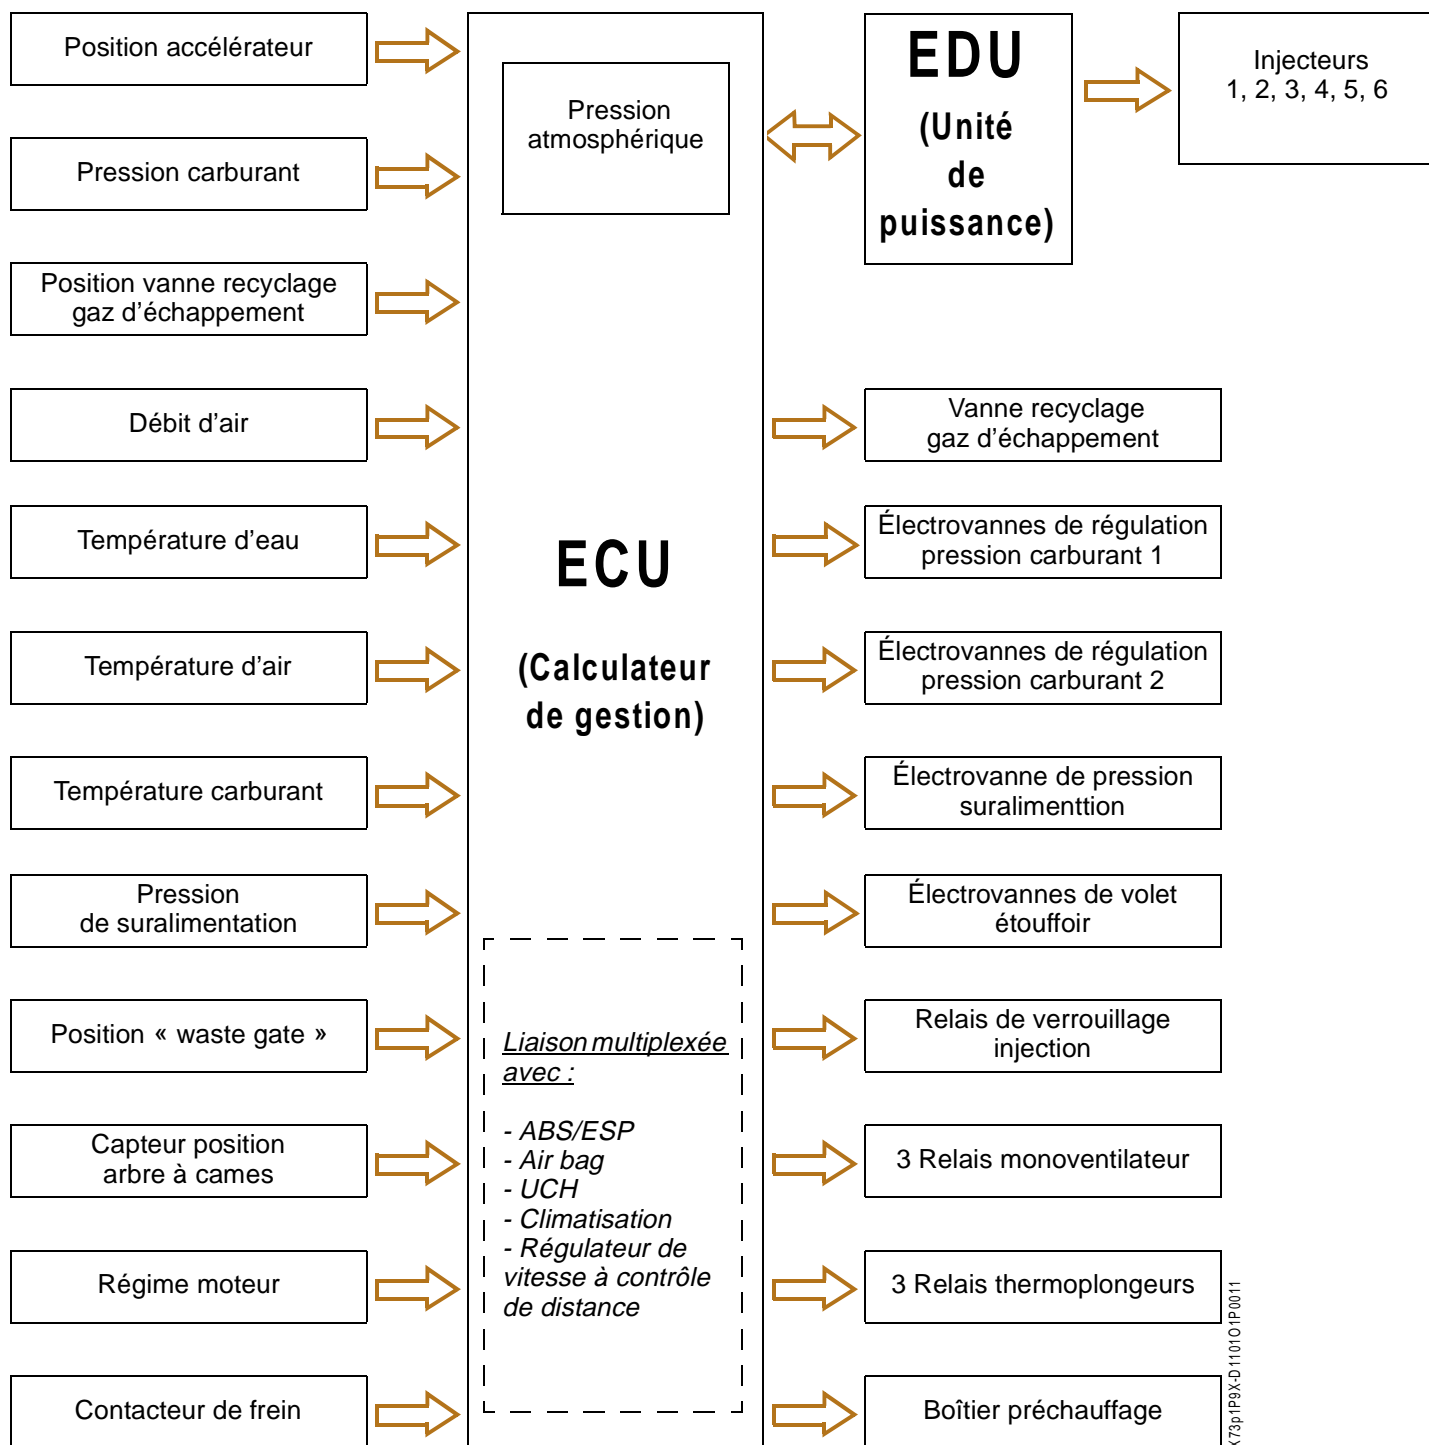 Position accélérateur
Pression carburant
Position vanne recyclage
gaz d’échappement
Débit d’air
Température d’eau
Température d’air
Température carburant
Pression
de suralimentation
Position « waste gate »
Capteur position
arbre à cames
Régime moteur
Contacteur de frein
Pression
atmosphérique
ECU
(Calculateur
de gestion)
Liaison multiplexée
avec :
- ABS/ESP
- Air bag
- UCH
- Climatisation
- Régulateur de
vitesse à contrôle
de distance
EDU
(Unité
de
puissance)
Injecteurs
1, 2, 3, 4, 5, 6
Vanne recyclage
gaz d’échappement
Électrovannes de régulation
pression carburant 1
Électrovannes de régulation
pression carburant 2
Électrovanne de pression
suralimenttion
Électrovannes de volet
étouffoir
Relais de verrouillage
injection
3 Relais monoventilateur
3 Relais thermoplongeurs
Boîtier préchauffage
X73p1P9X-D1101O1P0011